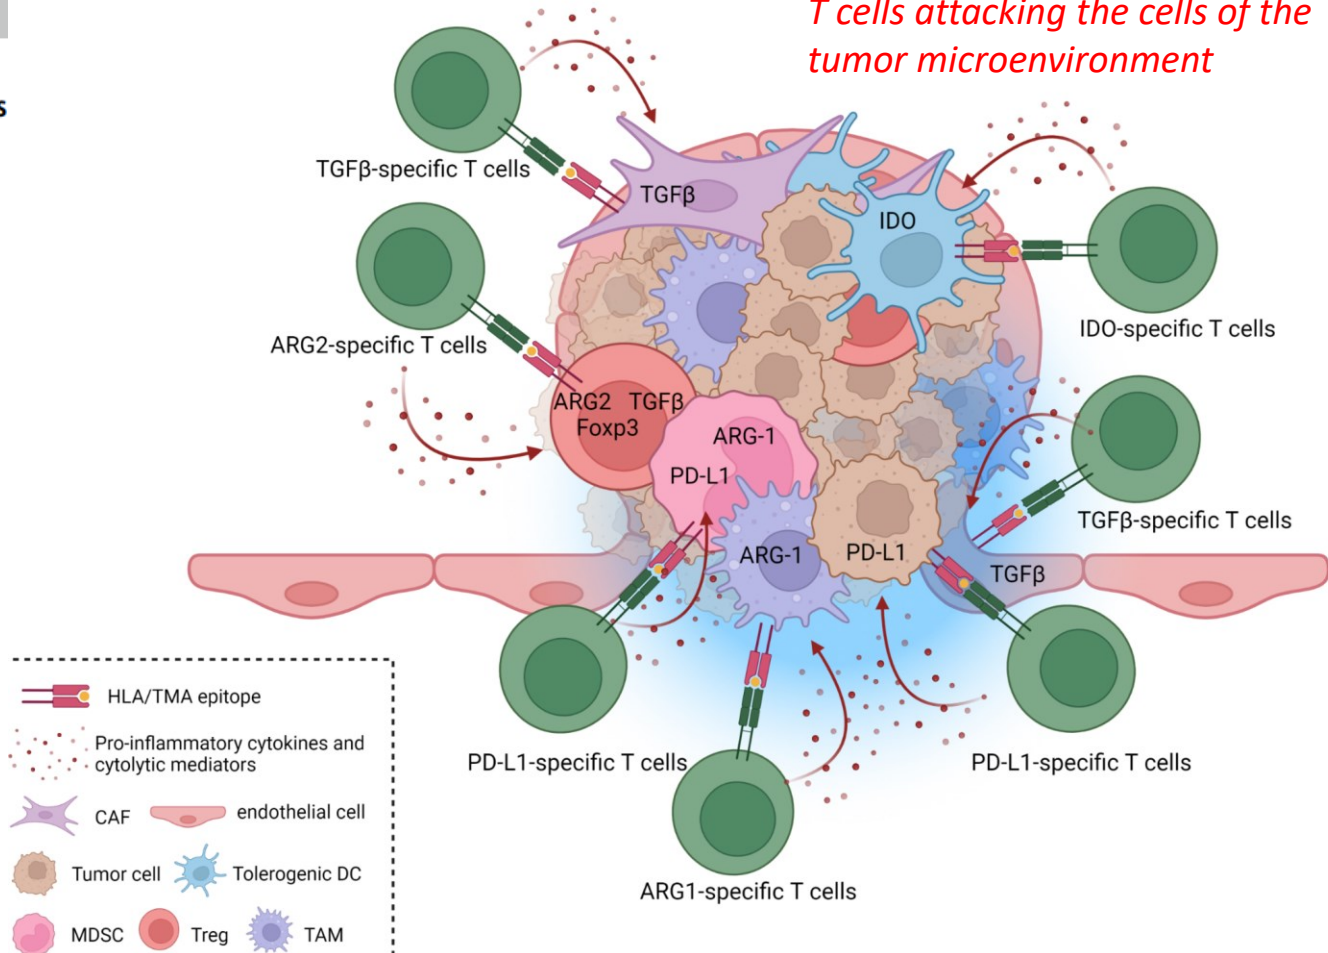 T cells attacking the cells of the
tumor microenvironment
s
TGFβ-specific T cells
TGFβ
IDO
ARG2-specific T cells
IDO-specific T cells
ARG2 TGFβ
Foxp3
ARG-1
PD-L1
TGFβ-specific T cells
ARG-1
PD-L1
TGFβ
PD-L1-specific T cells
PD-L1-specific T cells
ARG1-specific T cells
HLA/TMA epitope
Pro-inflammatory cytokines and
cytolytic mediators
CAF
endothelial cell
Tumor cell
Tolerogenic DC
MDSC
Treg
TAM